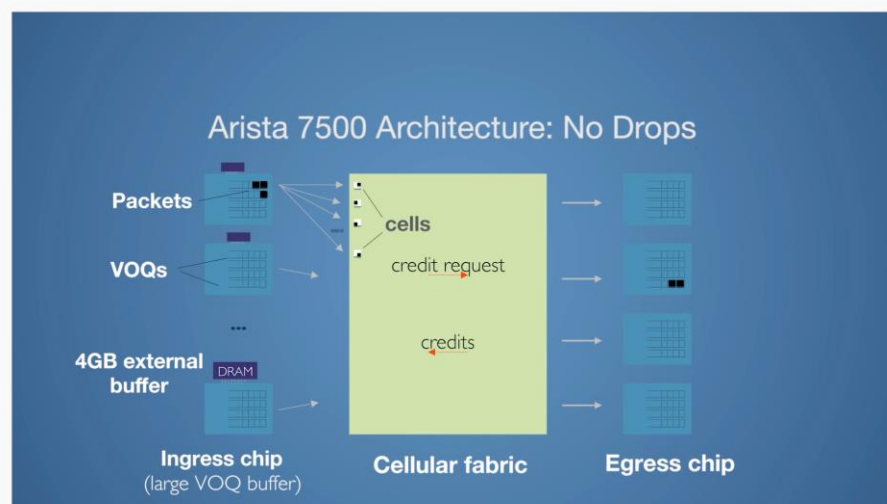 Arista 7500 Architecture: No Drops
Packets
cells
VOQs
credit request
...
credits
4GB external
buffer
DRAM
Ingress chip
(large VOQ buffer)
Cellular fabric
Egress chip